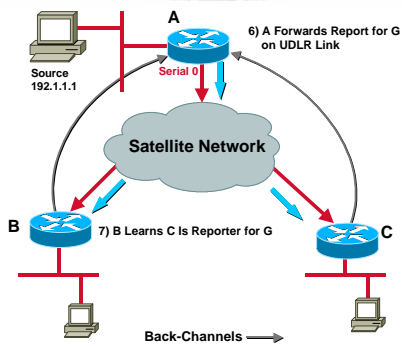 A
6) A Forwards Report for G
on UDLR Link
Source
192.1.1.1
Serial 0
Satellite Network
B
7) B Learns C Is Reporter for G
C
Back-Channels